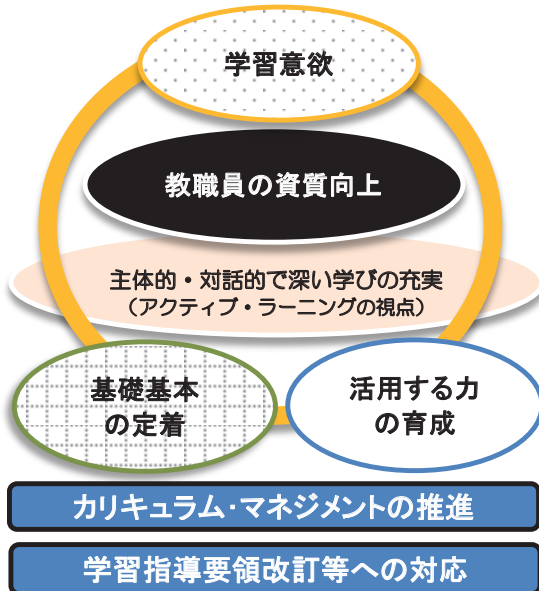 学習意欲
教職員の資質向上
主体的・対話的で深い学びの充実
（アクティブ・ラーニングの視点）
基礎基本
の定着
活用する力
の育成
カリキュラム・マネジメントの推進
学習指導要領改訂等への対応